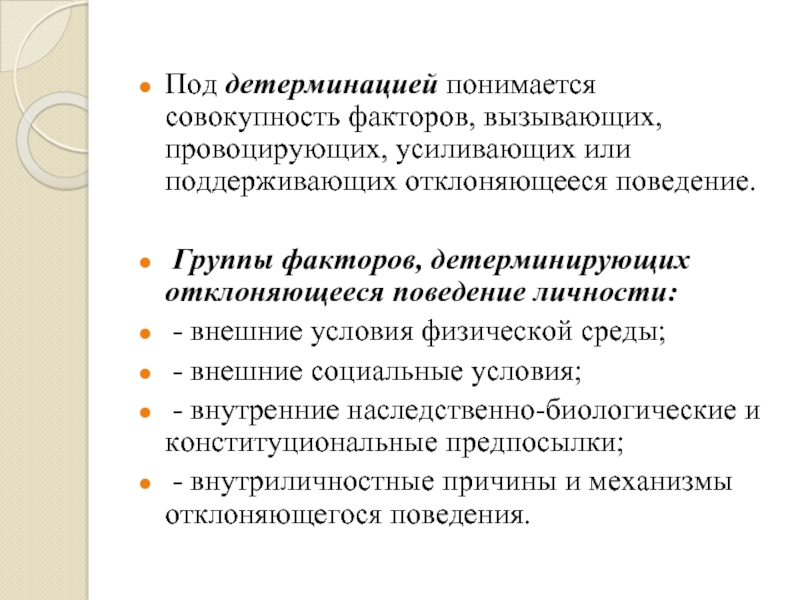 Под детерминацией понимается
совокупность факторов, вызывающих,
провоцирующих, усиливающих или
поддерживающих отклоняющееся поведение.
Группы факторов, детерминирующих
отклоняющееся поведение личности:
- внешние условия физической среды;
- внешние социальные условия;
- внутренние наследственно-биологические и
конституциональные предпосылки;
- внутриличностные причины и механизмы
отклоняющегося поведения.